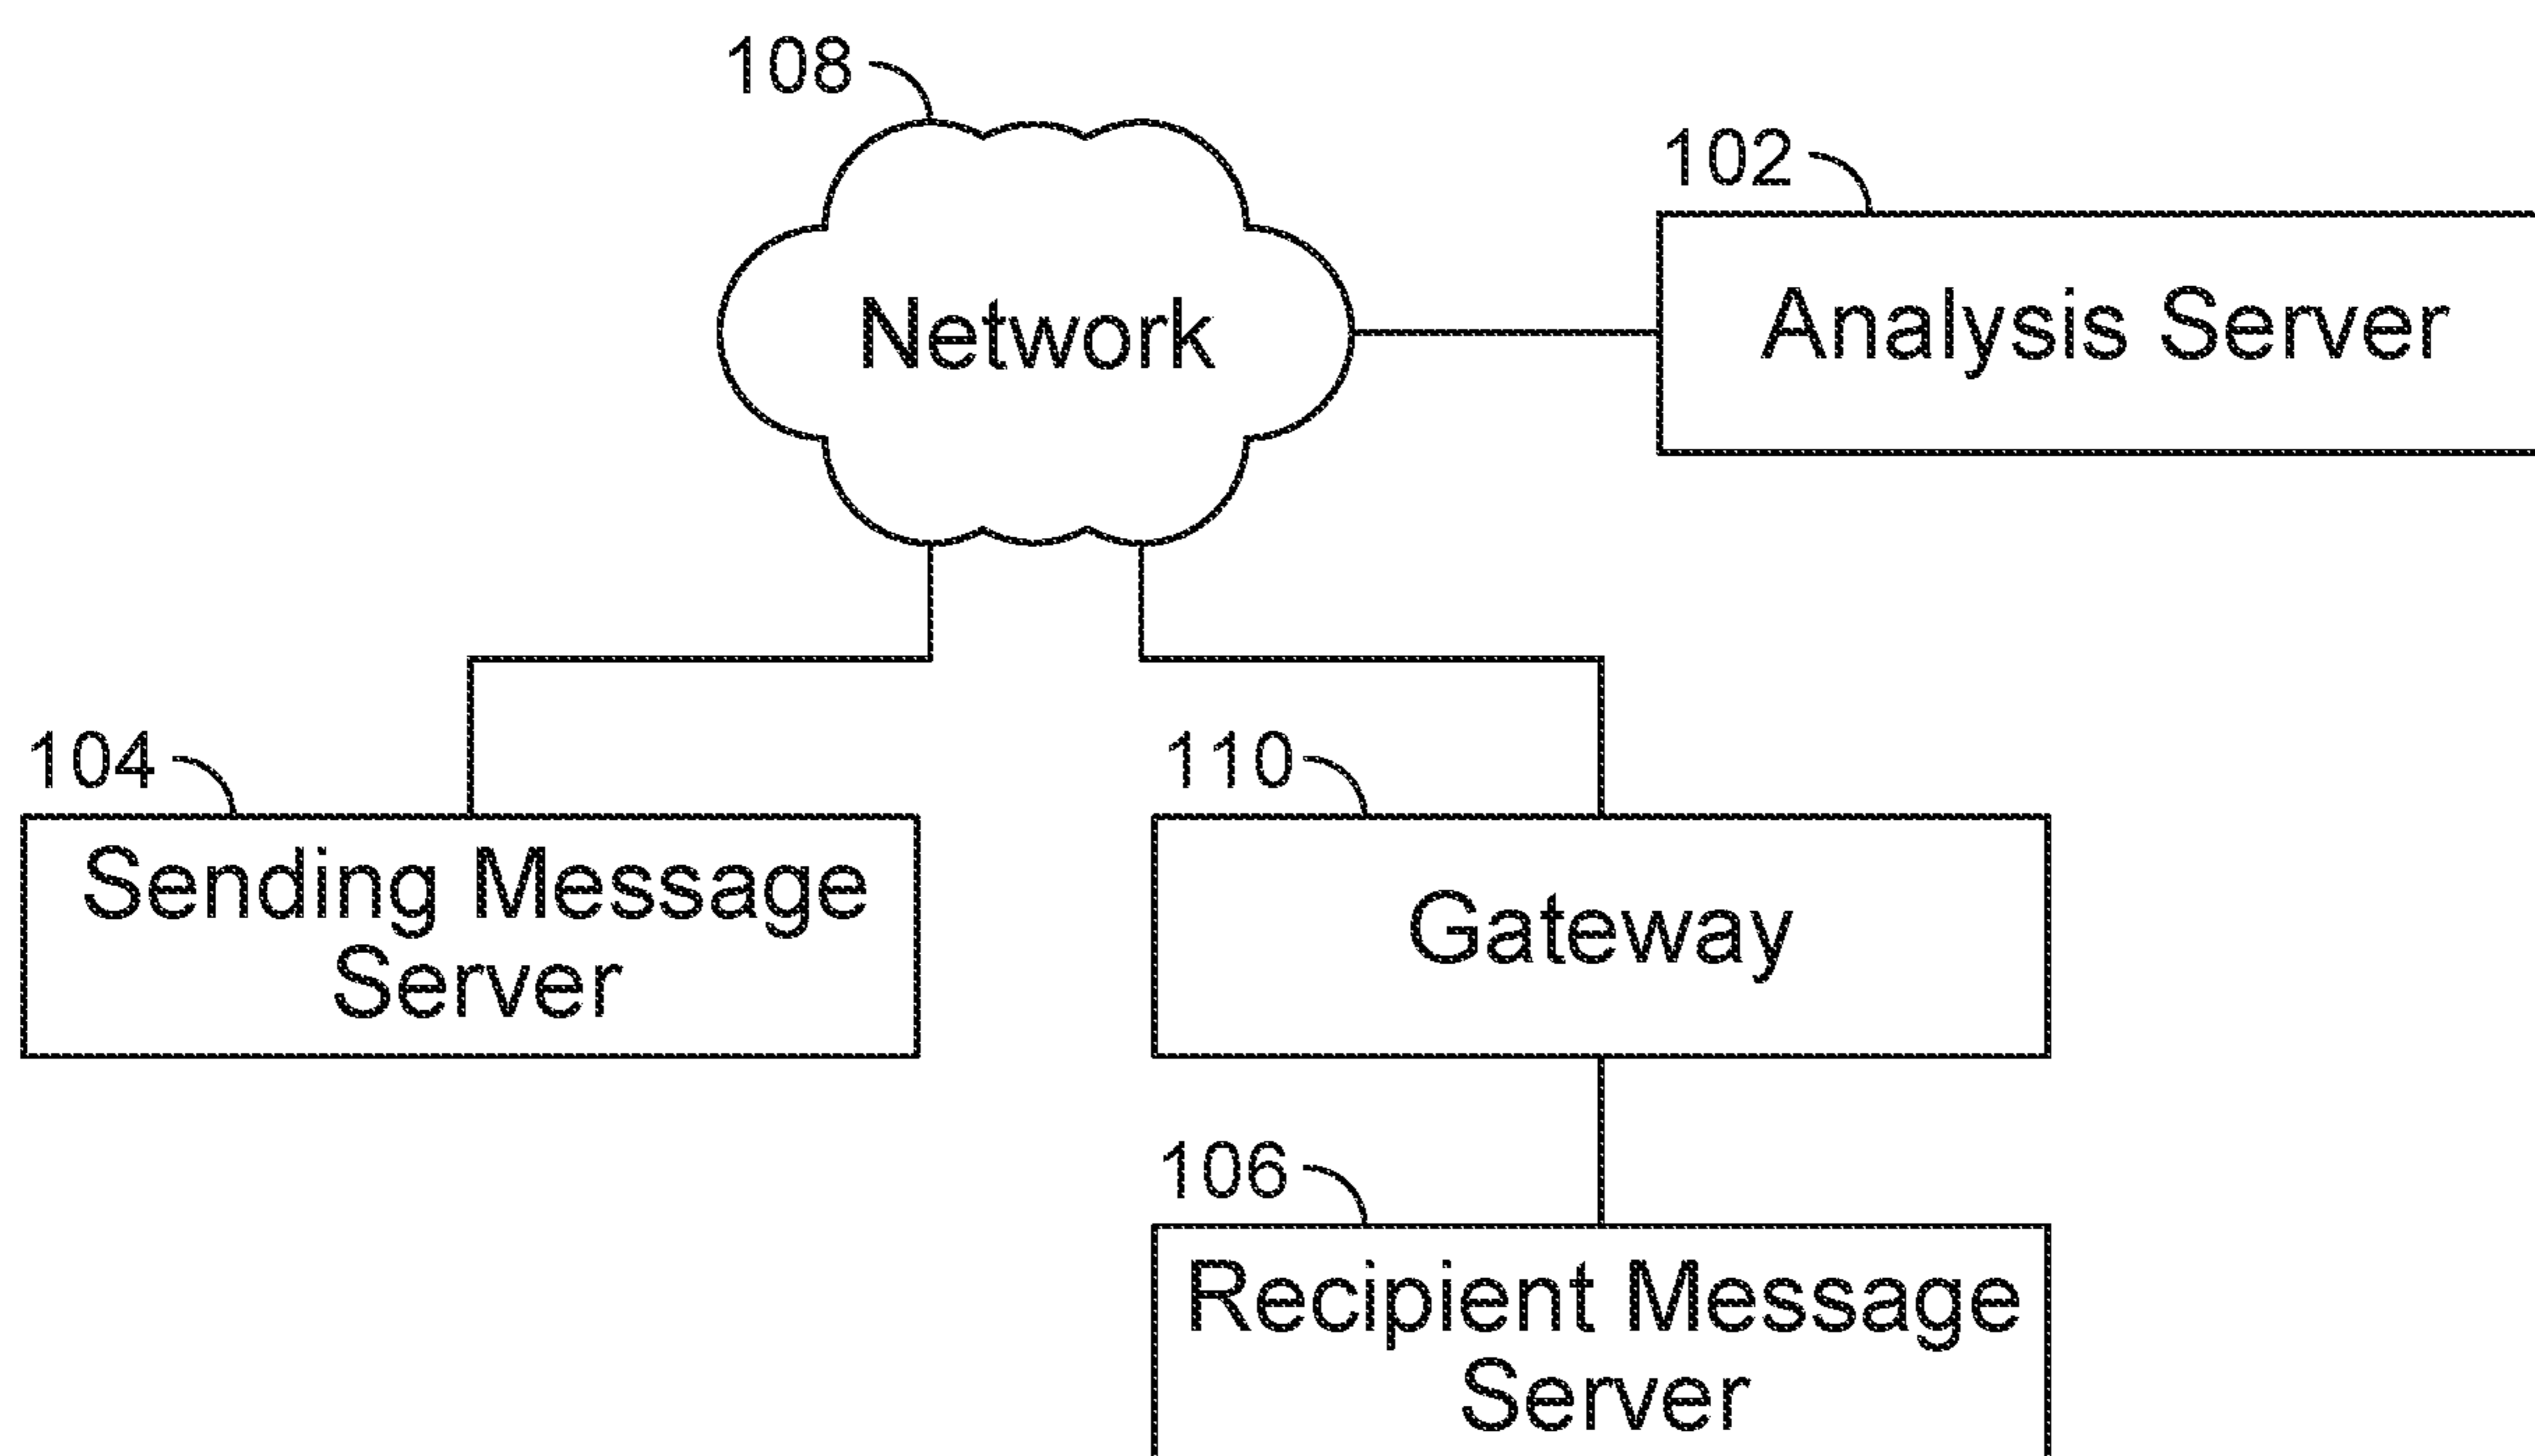 108
102
Network
Analysis Server
104
110
Sending Message
Server
Gateway
106
Recipient Message
Server